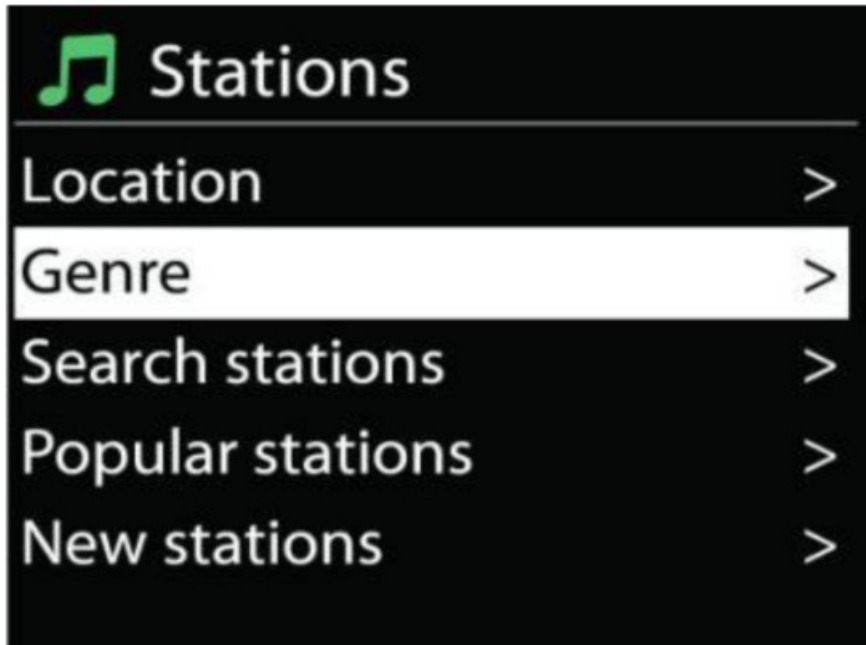 Stations
Location >
Genre >
Search stations >
Popular stations >
New stations >